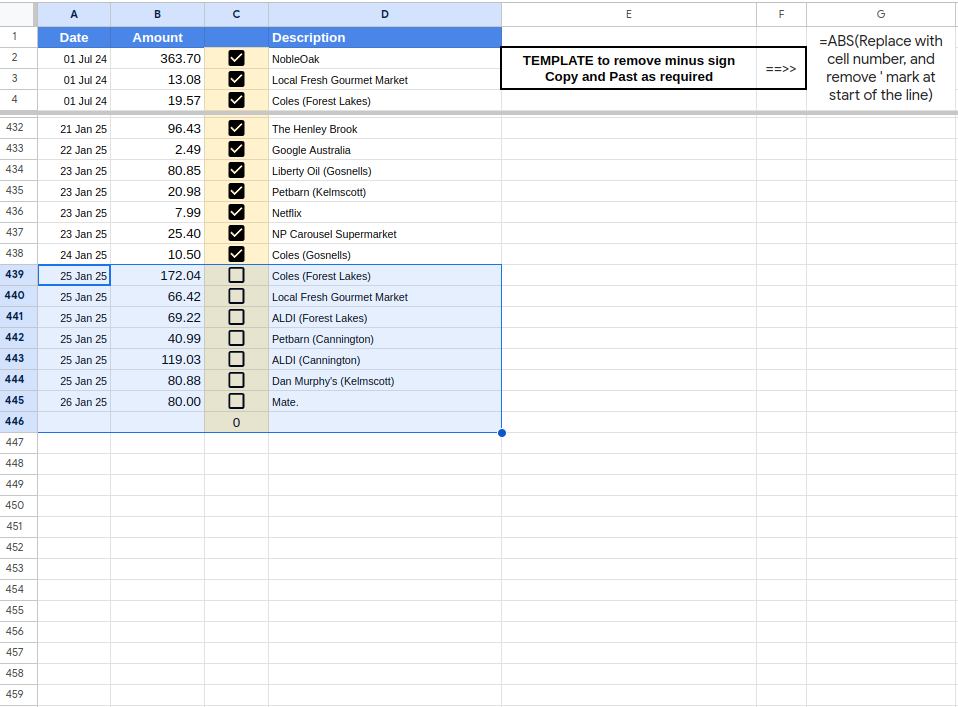 A B C D E F G
1 Date Amount Description
2 01 Jul 24 363.70 NobleOak
3 01 Jul 24 13.08 Local Fresh Gourmet Market
4 01 Jul 24 19.57 Coles (Forest Lakes)
TEMPLATE to remove minus sign
Copy and Past as required
==>>
=ABS(Replace with
cell number, and
remove ' mark at
start of the line)
432 21 Jan 25 96.43 The Henley Brook
433 22 Jan 25 2.49 Google Australia
434 23 Jan 25 80.85 Liberty Oil (Gosnells)
435 23 Jan 25 20.98 Petbarn (Kelmscott)
436 23 Jan 25 7.99 Netflix
437 23 Jan 25 25.40 NP Carousel Supermarket
438 24 Jan 25 10.50 Coles (Gosnells)
439 25 Jan 25 172.04 Coles (Forest Lakes)
440 25 Jan 25 66.42 Local Fresh Gourmet Market
441 25 Jan 25 69.22 ALDI (Forest Lakes)
442 25 Jan 25 40.99 Petbarn (Cannington)
443 25 Jan 25 119.03 ALDI (Cannington)
444 25 Jan 25 80.88 Dan Murphy's (Kelmscott)
445 26 Jan 25 80.00 Mate.
446 0
447
448
449
450
451
452
453
454
455
456
457
458
459